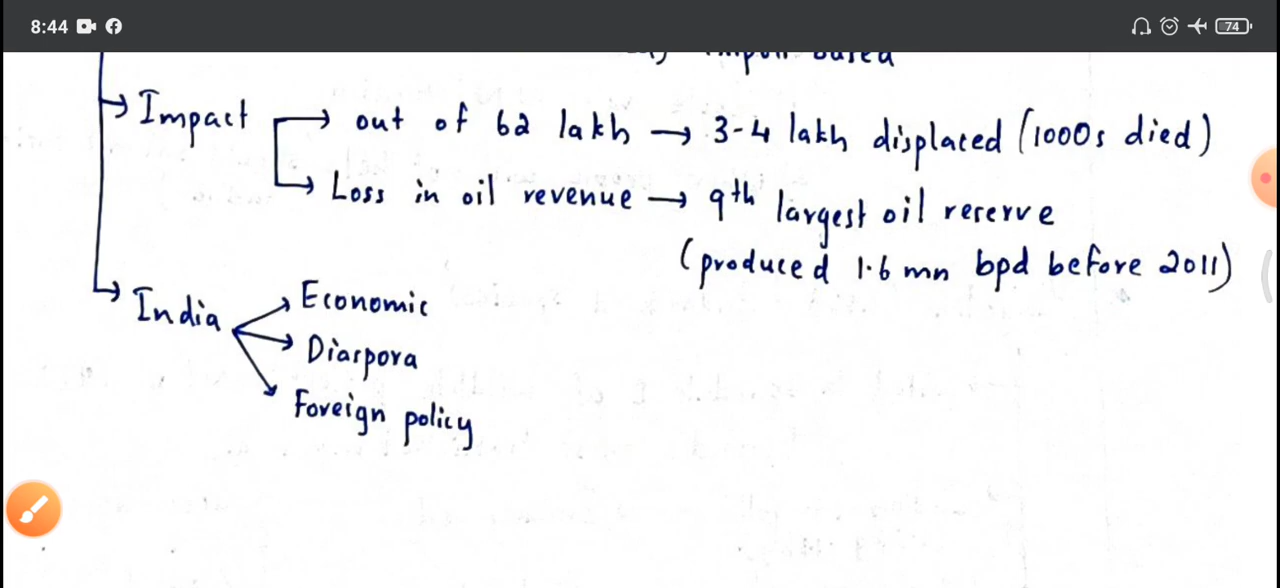 8:44
74
based
Impact → out of 62 lakh → 3-4 lakh displaced (1000s died)
→ Loss in oil revenue → 9th largest oil reserve
(produced 1.6 mn bpd before 2011)
India → Economic
→ Diaspora
→ Foreign policy